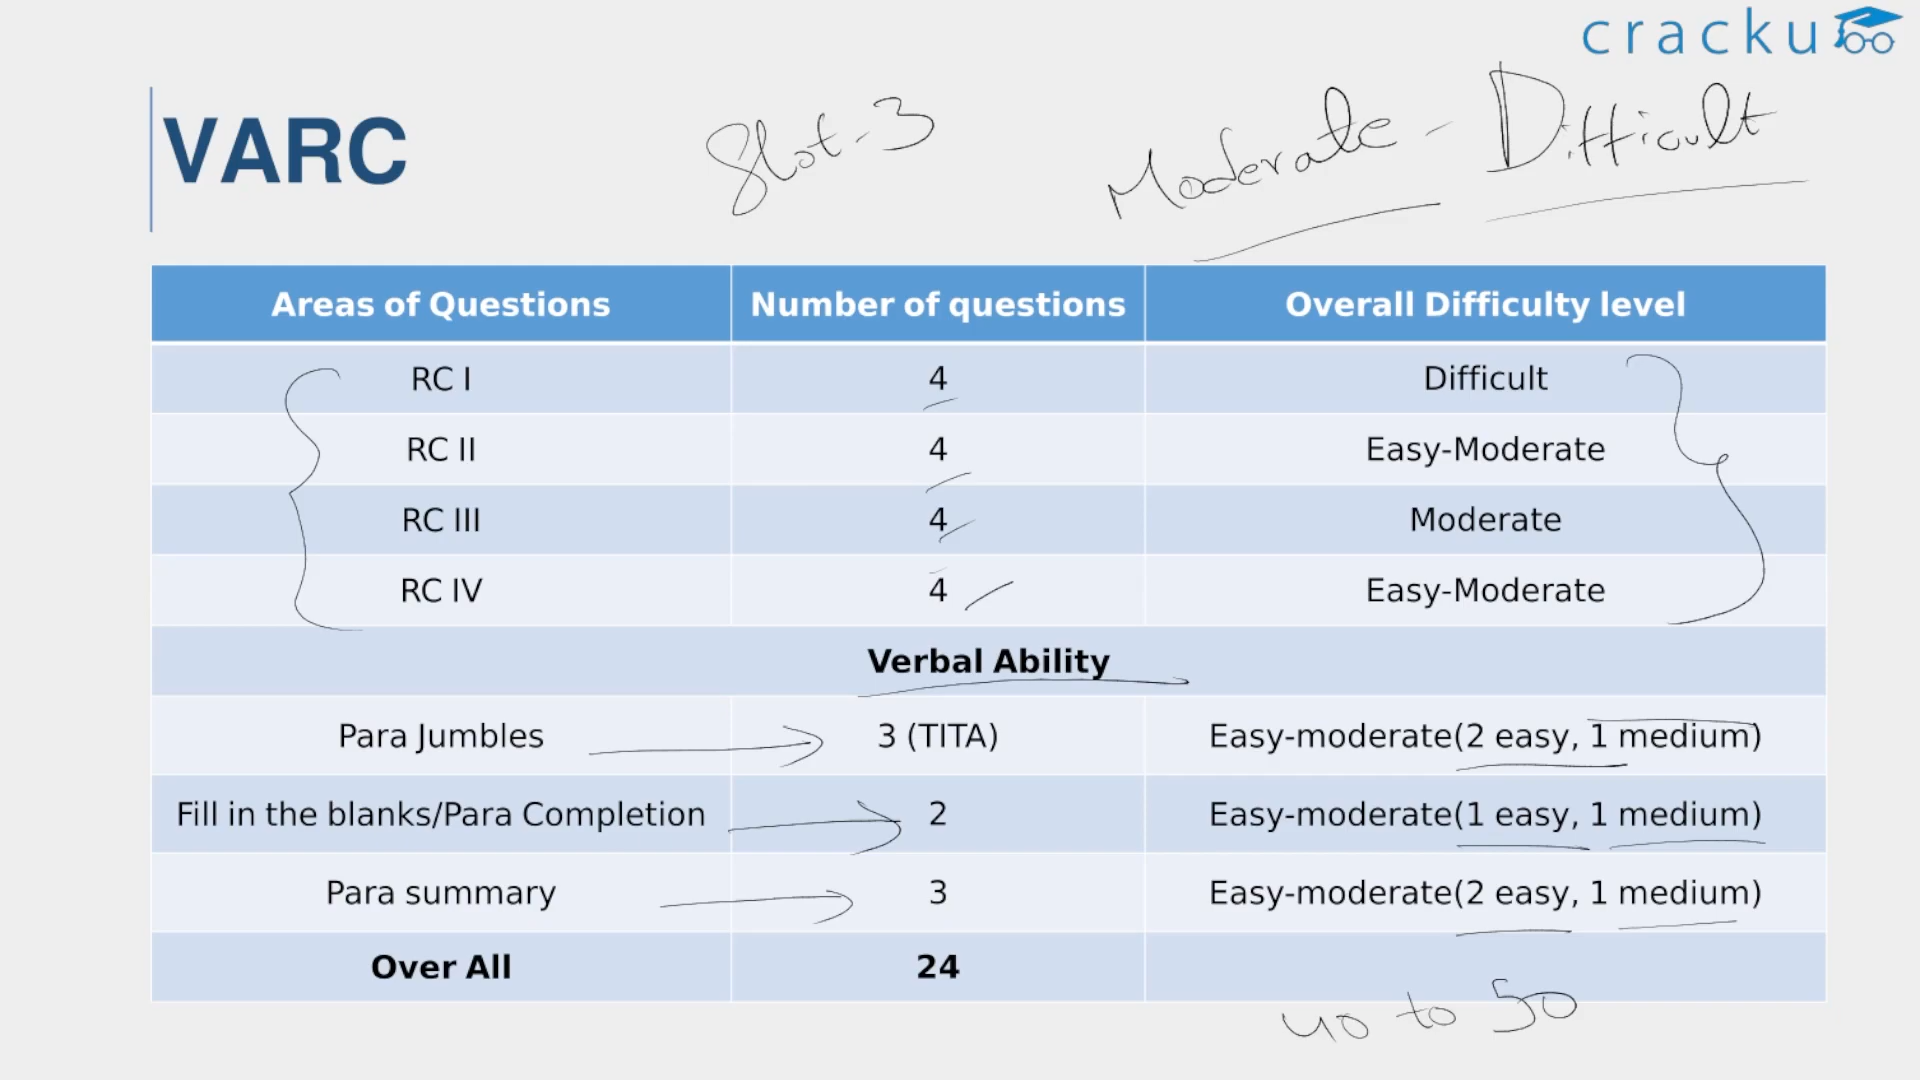 cracku
VARC
Slot-3
Moderate - Difficult
Areas of Questions Number of questions Overall Difficulty level
RC I 4 Difficult
RC II 4 Easy-Moderate
RC III 4 Moderate
RC IV 4 Easy-Moderate
Verbal Ability
Para Jumbles 3 (TITA) Easy-moderate(2 easy, 1 medium)
Fill in the blanks/Para Completion 2 Easy-moderate(1 easy, 1 medium)
Para summary 3 Easy-moderate(2 easy, 1 medium)
Over All 24
40 to 50